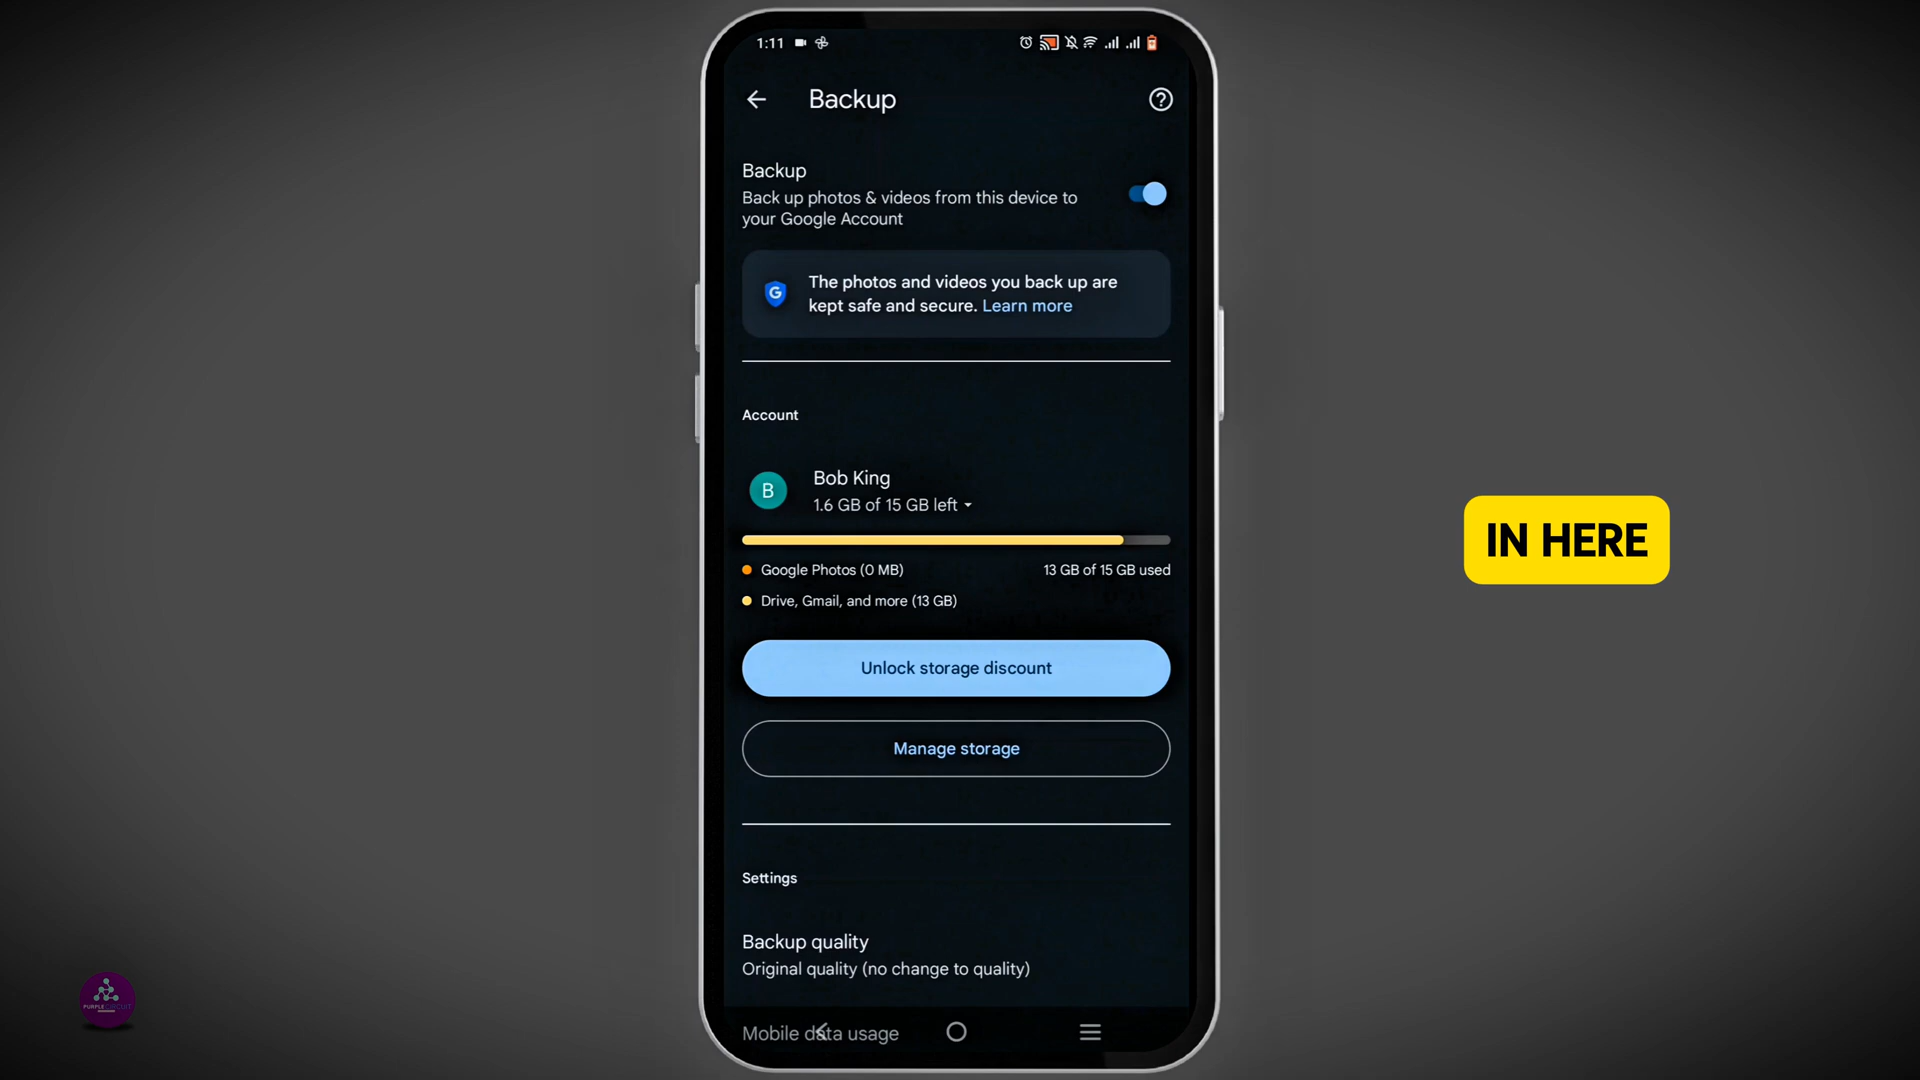 1:11
Backup
Backup
Back up photos & videos from this device to
your Google Account
G
The photos and videos you back up are
kept safe and secure. Learn more
Account
B
Bob King
1.6 GB of 15 GB left
Google Photos (0 MB)
13 GB of 15 GB used
Drive, Gmail, and more (13 GB)
Unlock storage discount
Manage storage
Settings
Backup quality
Original quality (no change to quality)
Mobile data usage
IN HERE
PURPLE CIRCUIT